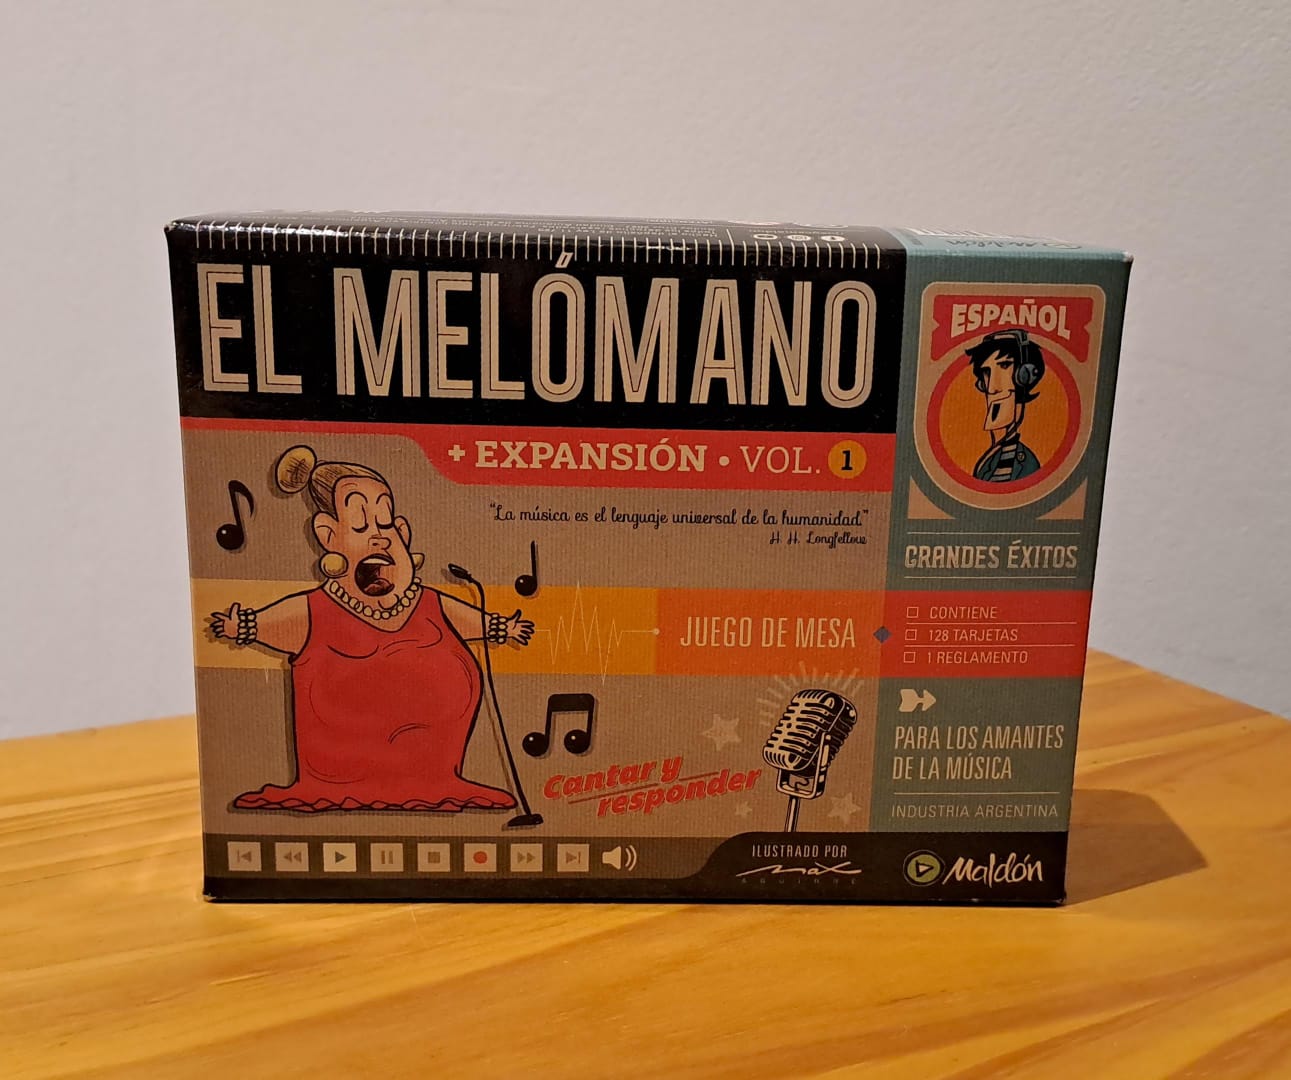 EL MELÓMANO
+ EXPANSIÓN • VOL. 1
"La música es el lenguaje universal de la humanidad."
H. H. Longfellow
JUEGO DE MESA
Cantar y
responder
ILUSTRADO POR
MAX
AGUIRRE
ESPAÑOL
GRANDES ÉXITOS
CONTIENE
128 TARJETAS
1 REGLAMENTO
PARA LOS AMANTES
DE LA MÚSICA
INDUSTRIA ARGENTINA
Maldón